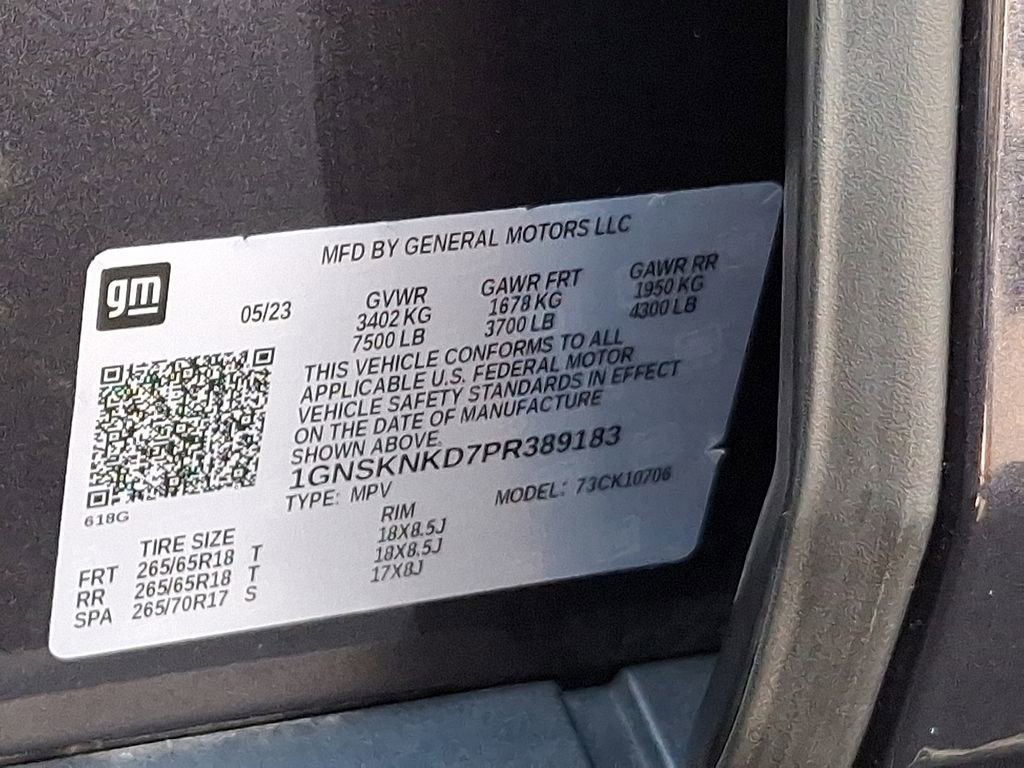 MFD BY GENERAL MOTORS LLC
gm
05/23
GVWR
3402 KG
7500 LB
GAWR FRT
1678 KG
3700 LB
GAWR RR
1950 KG
4300 LB
THIS VEHICLE CONFORMS TO ALL
APPLICABLE U.S. FEDERAL MOTOR
VEHICLE SAFETY STANDARDS IN EFFECT
ON THE DATE OF MANUFACTURE
SHOWN ABOVE.
1GNSKNKD7PR389183
TYPE: MPV MODEL: 73CK10706
618G
TIRE SIZE RIM
FRT 265/65R18 T 18X8.5J
RR 265/65R18 T 18X8.5J
SPA 265/70R17 S 17X8J